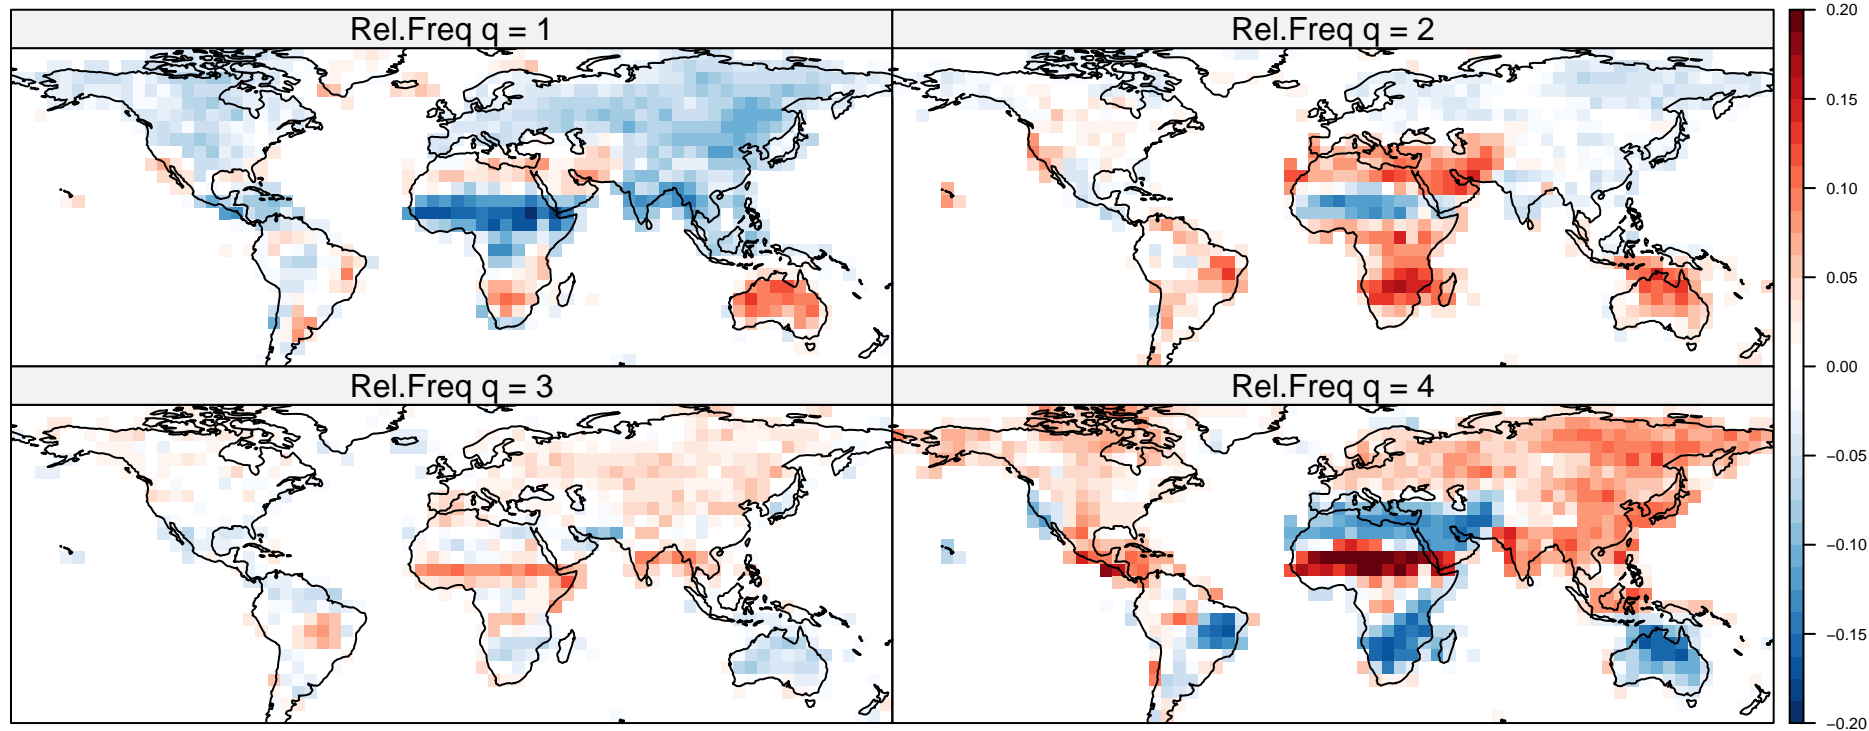 Rel.Freq q = 1
Rel.Freq q = 2
Rel.Freq q = 3
Rel.Freq q = 4
0.20
0.15
0.10
0.05
0.00
−0.05
−0.10
−0.15
−0.20